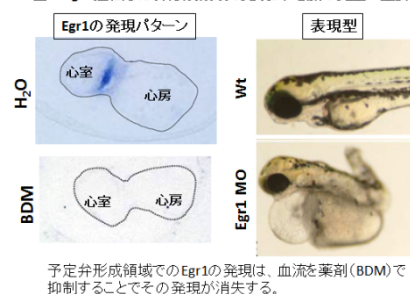 Egr1の発現パターン
表現型
H₂O
心室
心房
Wt
BDM
心室
心房
Egr1 MO
予定弁形成領域でのEgr1の発現は、血流を薬剤(BDM)で
抑制することでその発現が消失する。